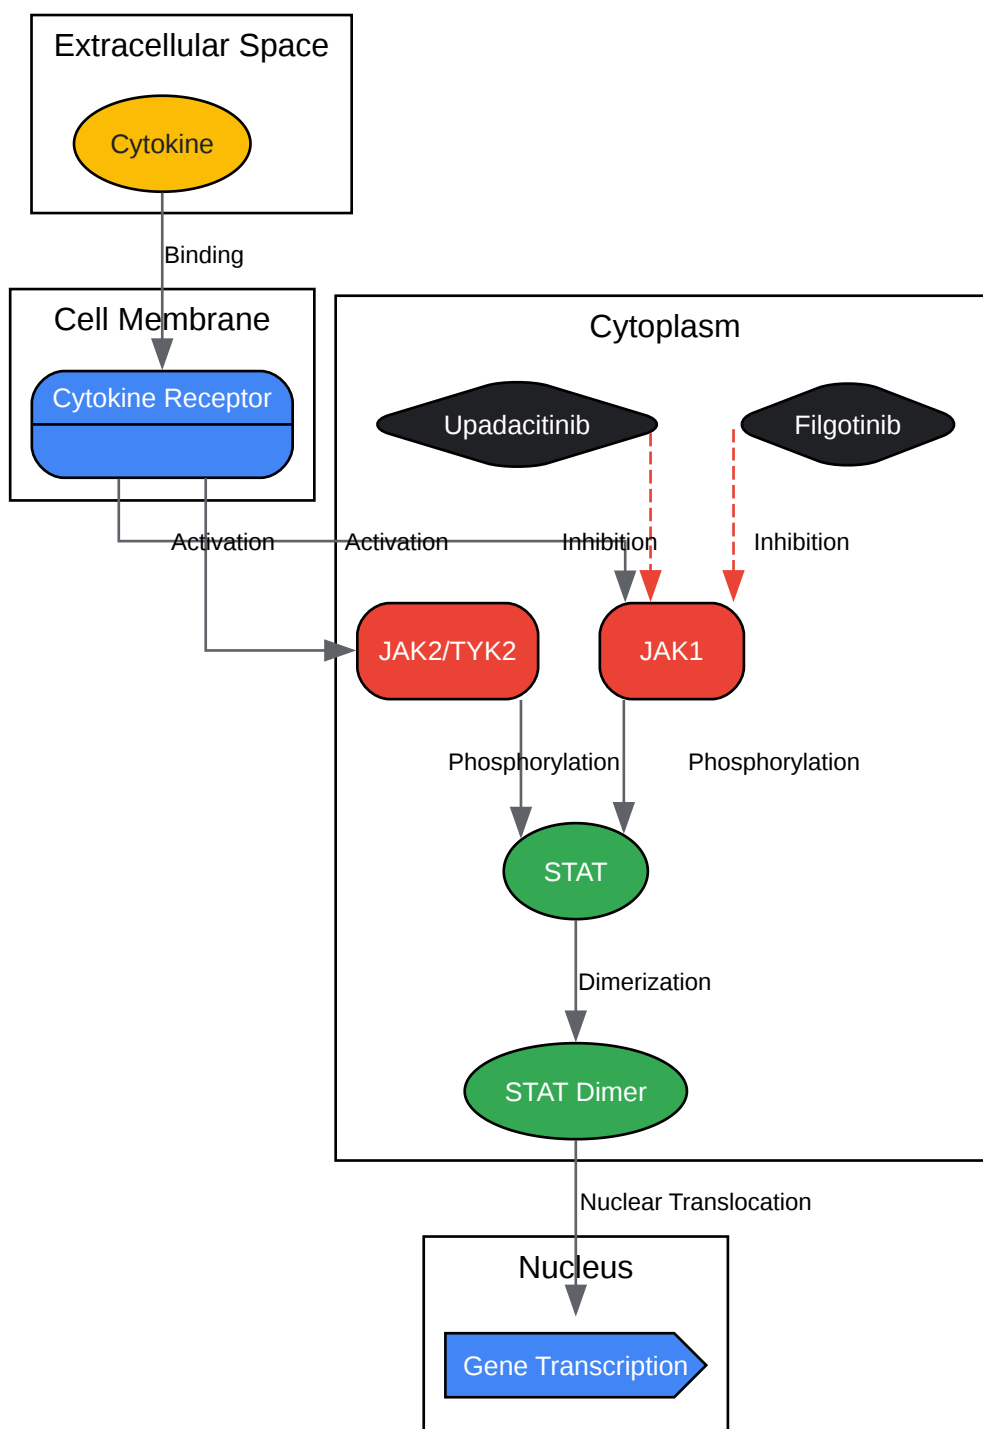 Extracellular Space
Cytokine
Binding
Cell Membrane
Cytokine Receptor
Cytoplasm
Upadacitinib
Filgotinib
Activation
Activation
Inhibition
Inhibition
JAK2/TYK2
JAK1
Phosphorylation
Phosphorylation
STAT
Dimerization
STAT Dimer
Nuclear Translocation
Nucleus
Gene Transcription